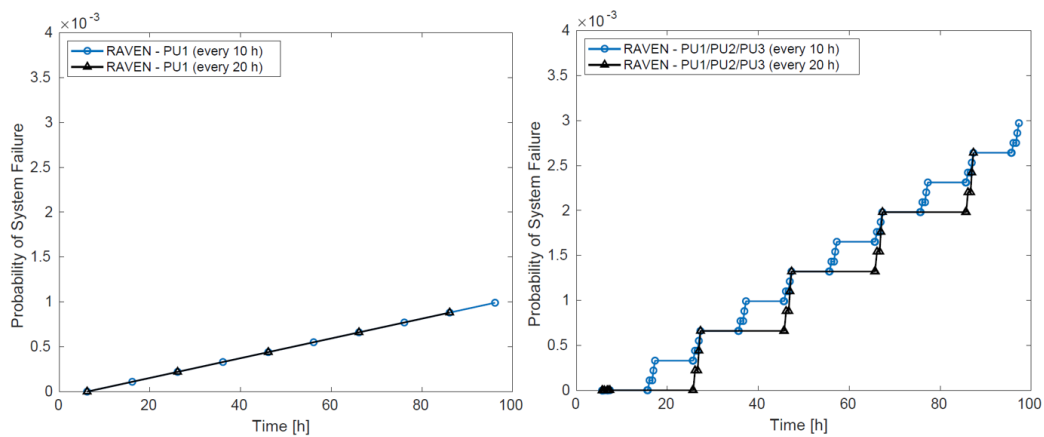 ×10⁻³
4
3.5
3
2.5
2
1.5
1
0.5
0
0 20 40 60 80 100
Probability of System Failure
Time [h]
RAVEN - PU1 (every 10 h)
RAVEN - PU1 (every 20 h)
×10⁻³
4
3.5
3
2.5
2
1.5
1
0.5
0
0 20 40 60 80 100
Probability of System Failure
Time [h]
RAVEN - PU1/PU2/PU3 (every 10 h)
RAVEN - PU1/PU2/PU3 (every 20 h)